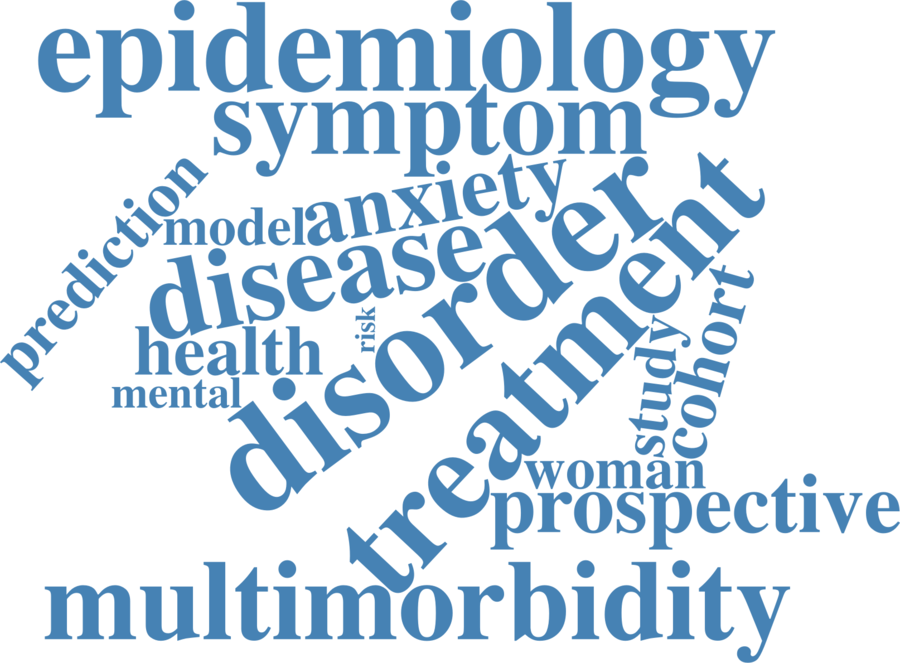 epidemiology
symptom
prediction
model
anxiety
disease
disorder
treatment
risk
health
mental
study
cohort
woman
prospective
multimorbidity